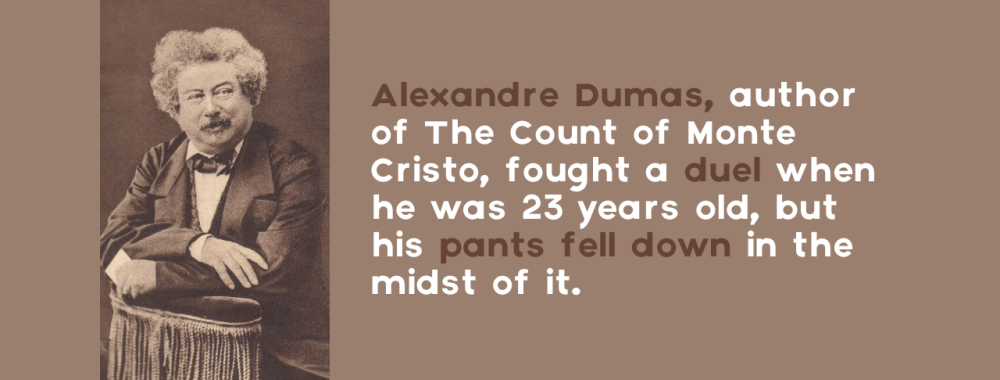 Alexandre Dumas, author
of The Count of Monte
Cristo, fought a duel when
he was 23 years old, but
his pants fell down in the
midst of it.